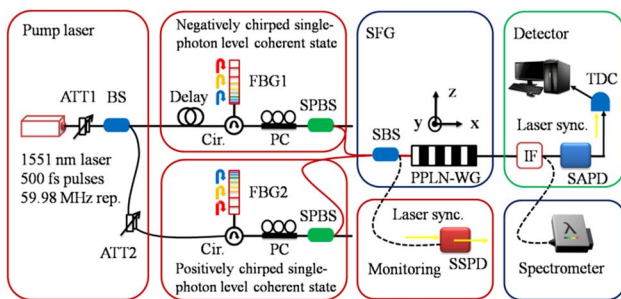 Pump laser
ATT1
BS
1551 nm laser
500 fs pulses
59.98 MHz rep.
ATT2
Negatively chirped single-
photon level coherent state
Delay
FBG1
SPBS
Cir.
PC
FBG2
SPBS
Cir.
PC
Positively chirped single-
photon level coherent state
SFG
z
y
x
SBS
PPLN-WG
Laser sync.
Monitoring
SSPD
Detector
TDC
Laser sync.
IF
SAPD
λ
Spectrometer